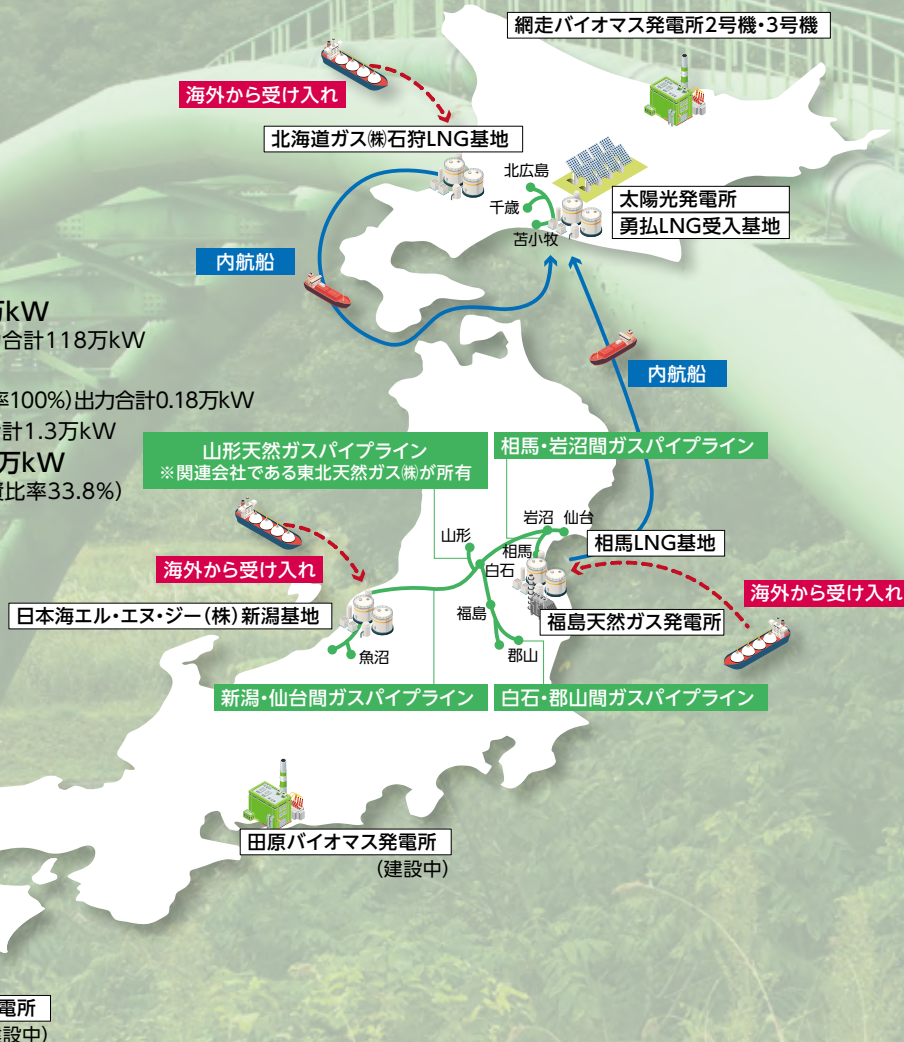 網走バイオマス発電所2号機・3号機
海外から受け入れ
北海道ガス㈱石狩LNG基地
北広島
千歳
苫小牧
太陽光発電所
勇払LNG受入基地
内航船
万kW
合計118万kW
内航船
率100%)出力合計0.18万kW
計1.3万kW
万kW
資比率33.8%)
山形天然ガスパイプライン
※関連会社である東北天然ガス㈱が所有
相馬・岩沼間ガスパイプライン
岩沼
仙台
山形
相馬
白石
相馬LNG基地
海外から受け入れ
海外から受け入れ
日本海エル・エヌ・ジー(株)新潟基地
福島
福島天然ガス発電所
魚沼
郡山
新潟・仙台間ガスパイプライン
白石・郡山間ガスパイプライン
田原バイオマス発電所
(建設中)
電所
設中)